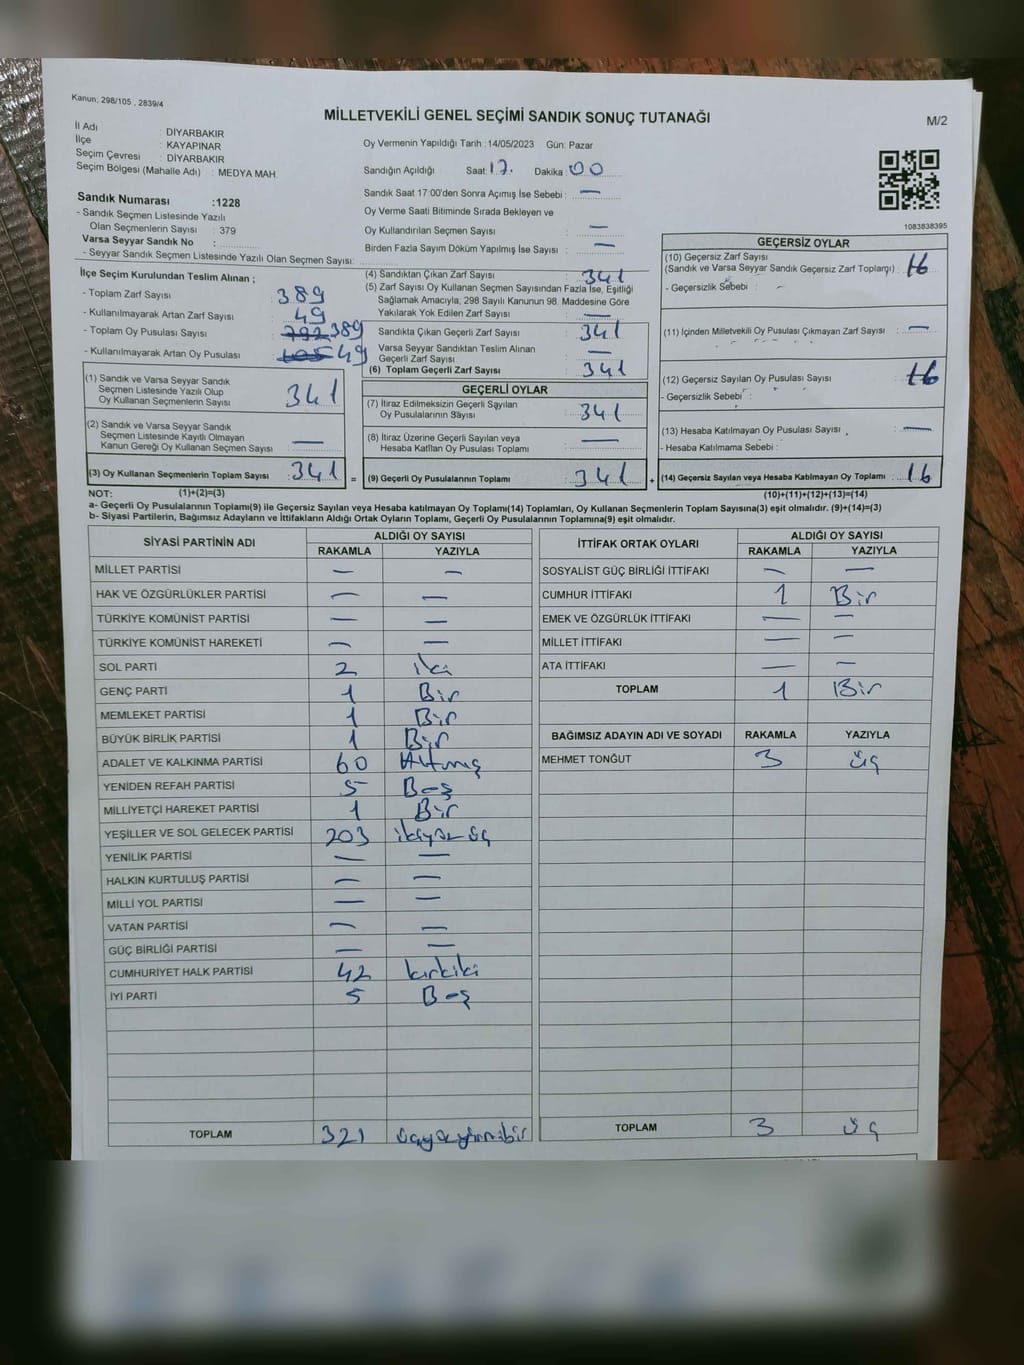 Kanun; 298/105 , 2839/4
MİLLETVEKİLİ GENEL SEÇİMİ SANDIK SONUÇ TUTANAĞI
M/2
İl Adı : DİYARBAKIR
İlçe : KAYAPINAR
Seçim Çevresi : DİYARBAKIR
Seçim Bölgesi (Mahalle Adı) : MEDYA MAH.
Oy Vermenin Yapıldığı Tarih : 14/05/2023 Gün: Pazar
Sandığın Açıldığı Saat: 17. Dakika: 00
Sandık Saat 17:00'den Sonra Açımış İse Sebebi : —
Oy Verme Saati Bitiminde Sırada Bekleyen ve
Oy Kullandırılan Seçmen Sayısı : —
Birden Fazla Sayım Döküm Yapılmış İse Sayısı : —
1083838395
Sandık Numarası :1228
- Sandık Seçmen Listesinde Yazılı
Olan Seçmenlerin Sayısı : 379
Varsa Seyyar Sandık No :
- Seyyar Sandık Seçmen Listesinde Yazılı Olan Seçmen Sayısı:
İlçe Seçim Kurulundan Teslim Alınan ;
- Toplam Zarf Sayısı : 389
- Kullanılmayarak Artan Zarf Sayısı : 49
- Toplam Oy Pusulası Sayısı : 792 389
- Kullanılmayarak Artan Oy Pusulası : 105 49
(1) Sandık ve Varsa Seyyar Sandık
Seçmen Listesinde Yazılı Olup
Oy Kullanan Seçmenlerin Sayısı : 341
(2) Sandık ve Varsa Seyyar Sandık
Seçmen Listesinde Kayıtlı Olmayan
Kanun Gereği Oy Kullanan Seçmen Sayısı : —
(3) Oy Kullanan Seçmenlerin Toplam Sayısı : 341
(4) Sandıktan Çıkan Zarf Sayısı : 341
(5) Zarf Sayısı Oy Kullanan Seçmen Sayısından Fazla İse, Eşitliği
Sağlamak Amacıyla, 298 Sayılı Kanunun 98. Maddesine Göre
Yakılarak Yok Edilen Zarf Sayısı : —
Sandıkta Çıkan Geçerli Zarf Sayısı : 341
Varsa Seyyar Sandıktan Teslim Alınan
Geçerli Zarf Sayısı : —
(6) Toplam Geçerli Zarf Sayısı : 341
GEÇERLİ OYLAR
(7) İtiraz Edilmeksizin Geçerli Sayılan
Oy Pusulalarının Sayısı : 341
(8) İtiraz Üzerine Geçerli Sayılan veya
Hesaba Katılan Oy Pusulaları Toplamı : —
= (9) Geçerli Oy Pusulalarının Toplamı : 341
GEÇERSİZ OYLAR
(10) Geçersiz Zarf Sayısı
(Sandık ve Varsa Seyyar Sandık Geçersiz Zarf Toplamı) : 16
- Geçersizlik Sebebi : -
(11) İçinden Milletvekili Oy Pusulası Çıkmayan Zarf Sayısı : —
(12) Geçersiz Sayılan Oy Pusulası Sayısı : 16
- Geçersizlik Sebebi :
(13) Hesaba Katılmayan Oy Pusulası Sayısı : —
- Hesaba Katılmama Sebebi :
+ (14) Geçersiz Sayılan veya Hesaba Katılmayan Oy Toplamı : 16
NOT: (1)+(2)=(3)
(10)+(11)+(12)+(13)=(14)
a- Geçerli Oy Pusulalarının Toplamı(9) ile Geçersiz Sayılan veya Hesaba katılmayan Oy Toplamı(14) Toplamları, Oy Kullanan Seçmenlerin Toplam Sayısına(3) eşit olmalıdır. (9)+(14)=(3)
b- Siyasi Partilerin, Bağımsız Adayların ve İttifakların Aldığı Ortak Oyların Toplamı, Geçerli Oy Pusulalarının Toplamına(9) eşit olmalıdır.
SİYASİ PARTİNİN ADI ALDIĞI OY SAYISI
RAKAMLA YAZIYLA
MİLLET PARTİSİ — —
HAK VE ÖZGÜRLÜKLER PARTİSİ — —
TÜRKİYE KOMÜNİST PARTİSİ — —
TÜRKİYE KOMÜNİST HAREKETİ — —
SOL PARTİ 2 iki
GENÇ PARTİ 1 Bir
MEMLEKET PARTİSİ 1 Bir
BÜYÜK BİRLİK PARTİSİ 1 Bir
ADALET VE KALKINMA PARTİSİ 60 Altmış
YENİDEN REFAH PARTİSİ 5 Beş
MİLLİYETÇİ HAREKET PARTİSİ 1 Bir
YEŞİLLER VE SOL GELECEK PARTİSİ 203 ikiyüz üç
YENİLİK PARTİSİ — —
HALKIN KURTULUŞ PARTİSİ — —
MİLLİ YOL PARTİSİ — —
VATAN PARTİSİ — —
GÜÇ BİRLİĞİ PARTİSİ — —
CUMHURİYET HALK PARTİSİ 42 kırkiki
İYİ PARTİ 5 Beş
TOPLAM 321 üçyüzyirmibir
İTTİFAK ORTAK OYLARI ALDIĞI OY SAYISI
RAKAMLA YAZIYLA
SOSYALİST GÜÇ BİRLİĞİ İTTİFAKI — —
CUMHUR İTTİFAKI 1 Bir
EMEK VE ÖZGÜRLÜK İTTİFAKI — —
MİLLET İTTİFAKI — —
ATA İTTİFAKI — —
TOPLAM 1 Bir
BAĞIMSIZ ADAYIN ADI VE SOYADI RAKAMLA YAZIYLA
MEHMET TONĞUT 3 üç
TOPLAM 3 üç